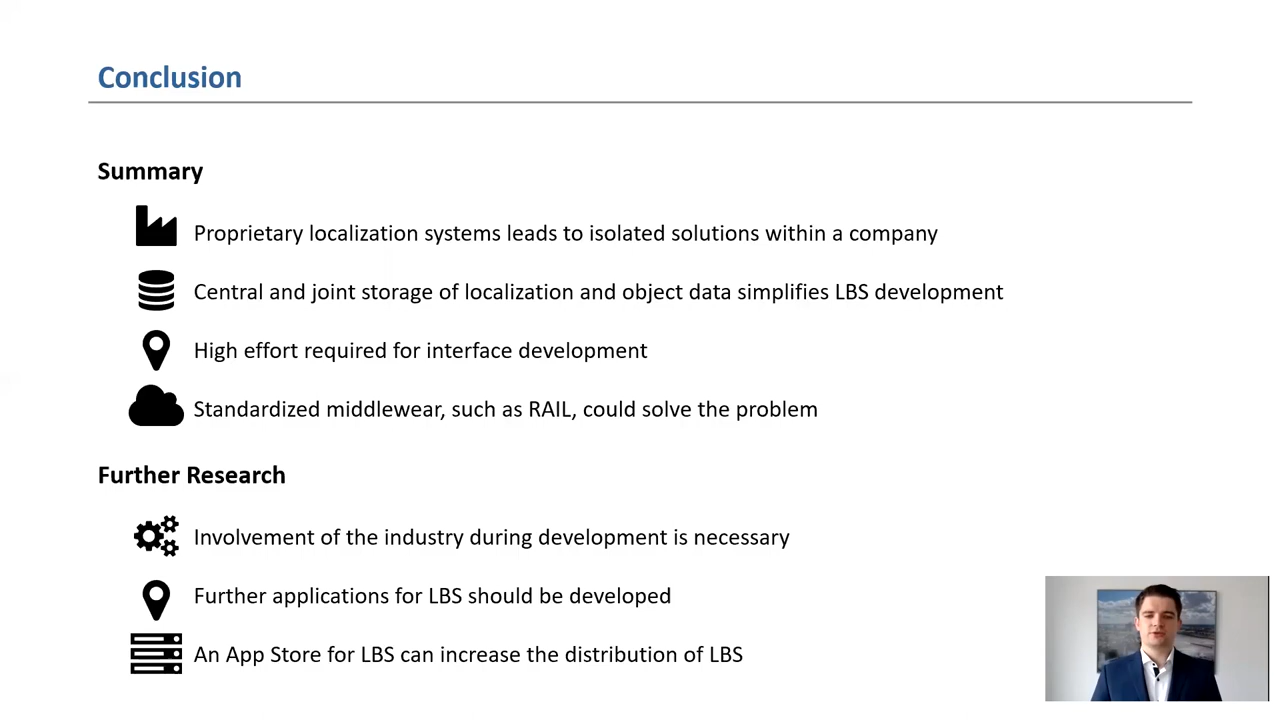 Conclusion
Summary
Proprietary localization systems leads to isolated solutions within a company
Central and joint storage of localization and object data simplifies LBS development
High effort required for interface development
Standardized middlewear, such as RAIL, could solve the problem
Further Research
Involvement of the industry during development is necessary
Further applications for LBS should be developed
An App Store for LBS can increase the distribution of LBS